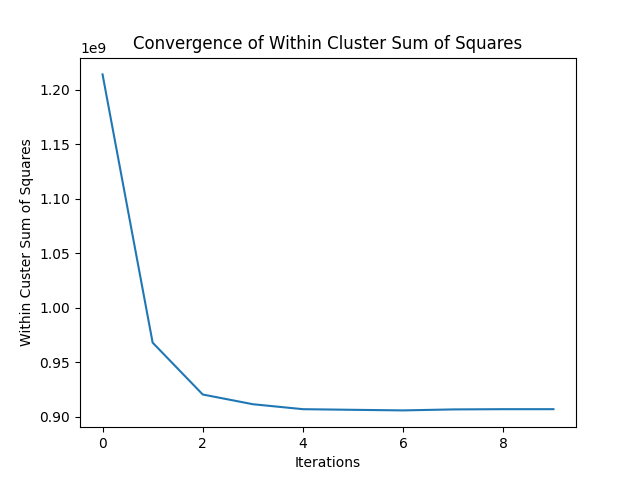 Convergence of Within Cluster Sum of Squares
1e9
1.20
1.15
1.10
1.05
1.00
0.95
0.90
Within Custer Sum of Squares
0 2 4 6 8
Iterations